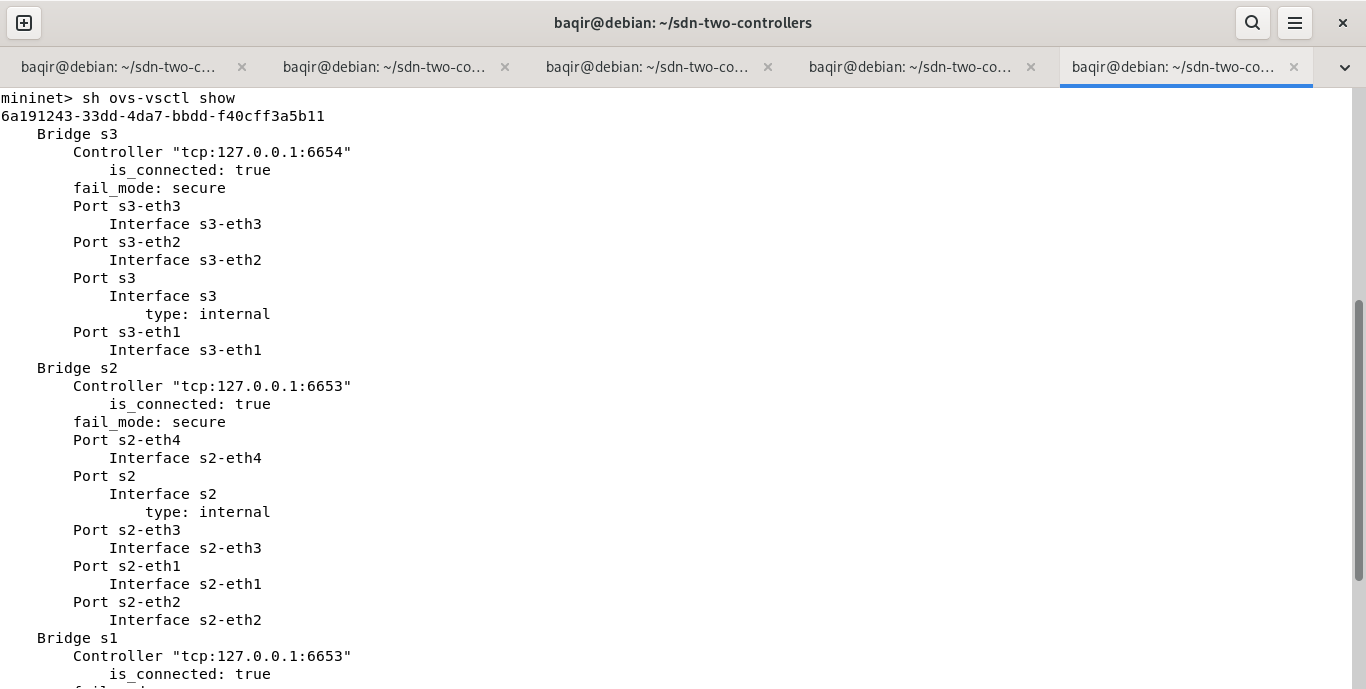 baqir@debian: ~/sdn-two-controllers
baqir@debian: ~/sdn-two-c…
baqir@debian: ~/sdn-two-co…
baqir@debian: ~/sdn-two-co…
baqir@debian: ~/sdn-two-co…
baqir@debian: ~/sdn-two-co…
mininet> sh ovs-vsctl show
6a191243-33dd-4da7-bbdd-f40cff3a5b11
    Bridge s3
        Controller "tcp:127.0.0.1:6654"
            is_connected: true
        fail_mode: secure
        Port s3-eth3
            Interface s3-eth3
        Port s3-eth2
            Interface s3-eth2
        Port s3
            Interface s3
                type: internal
        Port s3-eth1
            Interface s3-eth1
    Bridge s2
        Controller "tcp:127.0.0.1:6653"
            is_connected: true
        fail_mode: secure
        Port s2-eth4
            Interface s2-eth4
        Port s2
            Interface s2
                type: internal
        Port s2-eth3
            Interface s2-eth3
        Port s2-eth1
            Interface s2-eth1
        Port s2-eth2
            Interface s2-eth2
    Bridge s1
        Controller "tcp:127.0.0.1:6653"
            is_connected: true